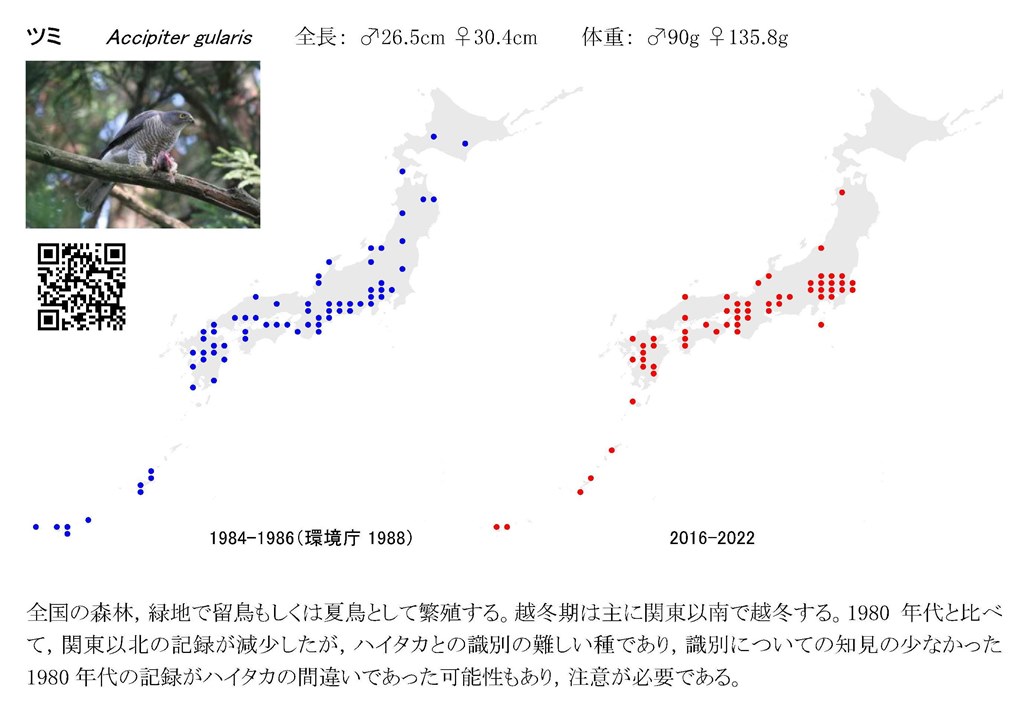 ツミ Accipiter gularis 全長： ♂26.5cm ♀30.4cm 体重： ♂90g ♀135.8g
1984-1986（環境庁 1988） 2016-2022
全国の森林，緑地で留鳥もしくは夏鳥として繁殖する。越冬期は主に関東以南で越冬する。1980 年代と比べ
て，関東以北の記録が減少したが，ハイタカとの識別の難しい種であり，識別についての知見の少なかった
1980 年代の記録がハイタカの間違いであった可能性もあり，注意が必要である。